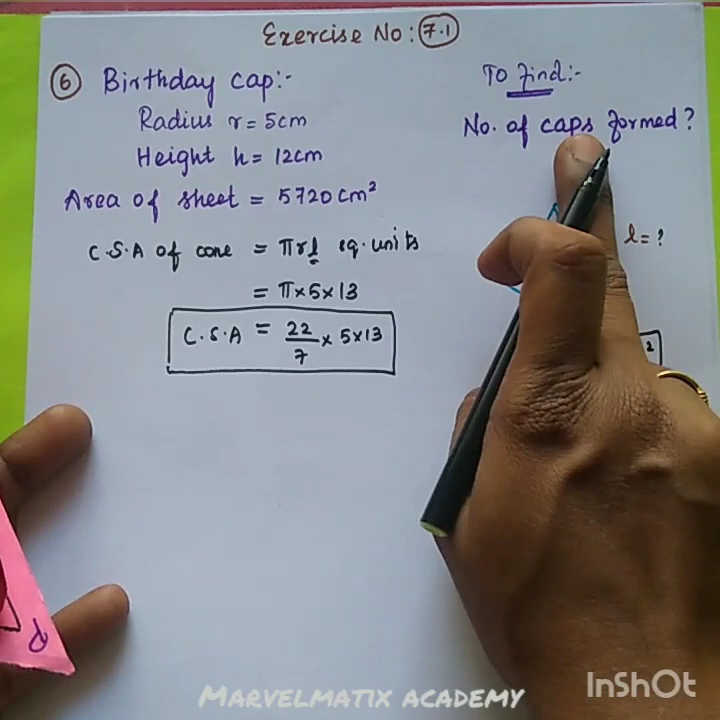 Exercise No: 7.1
6 Birthday cap:-
Radius r = 5cm
Height h = 12cm
Area of sheet = 5720 cm²
To find:-
No. of caps formed?
l = ?
2
C.S.A of cone = πrl sq. units
= π×5×13
C.S.A = 22/7 × 5×13
MARVELMATIX ACADEMY
InShOt